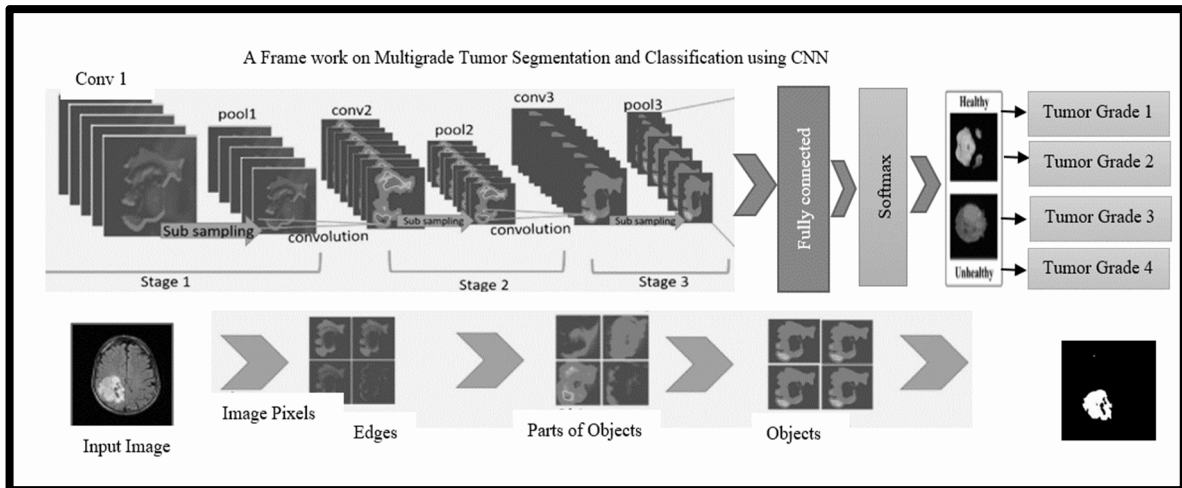 A Frame work on Multigrade Tumor Segmentation and Classification using CNN
Conv 1
pool1
conv2
pool2
conv3
pool3
Sub sampling
convolution
Sub sampling
convolution
Sub sampling
Stage 1
Stage 2
Stage 3
Fully connected
Softmax
Healthy
Unhealthy
Tumor Grade 1
Tumor Grade 2
Tumor Grade 3
Tumor Grade 4
Input Image
Image Pixels
Edges
Parts of Objects
Objects